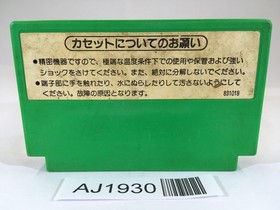 カセットについてのお願い
●精密機器ですので、極端な温度条件下での使用や保管および強い
ショックをさけてください。また、絶対に分解しないでください。
●端子部に手を触れたり、水にぬらしたりして汚さないようにして
ください。故障の原因となります。
831018
AJ1930